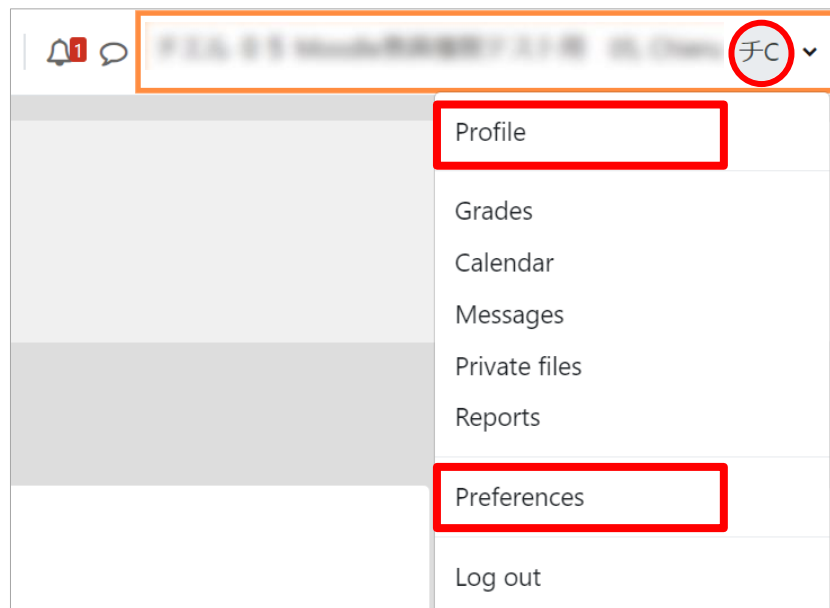 1
チC
Profile
Grades
Calendar
Messages
Private files
Reports
Preferences
Log out